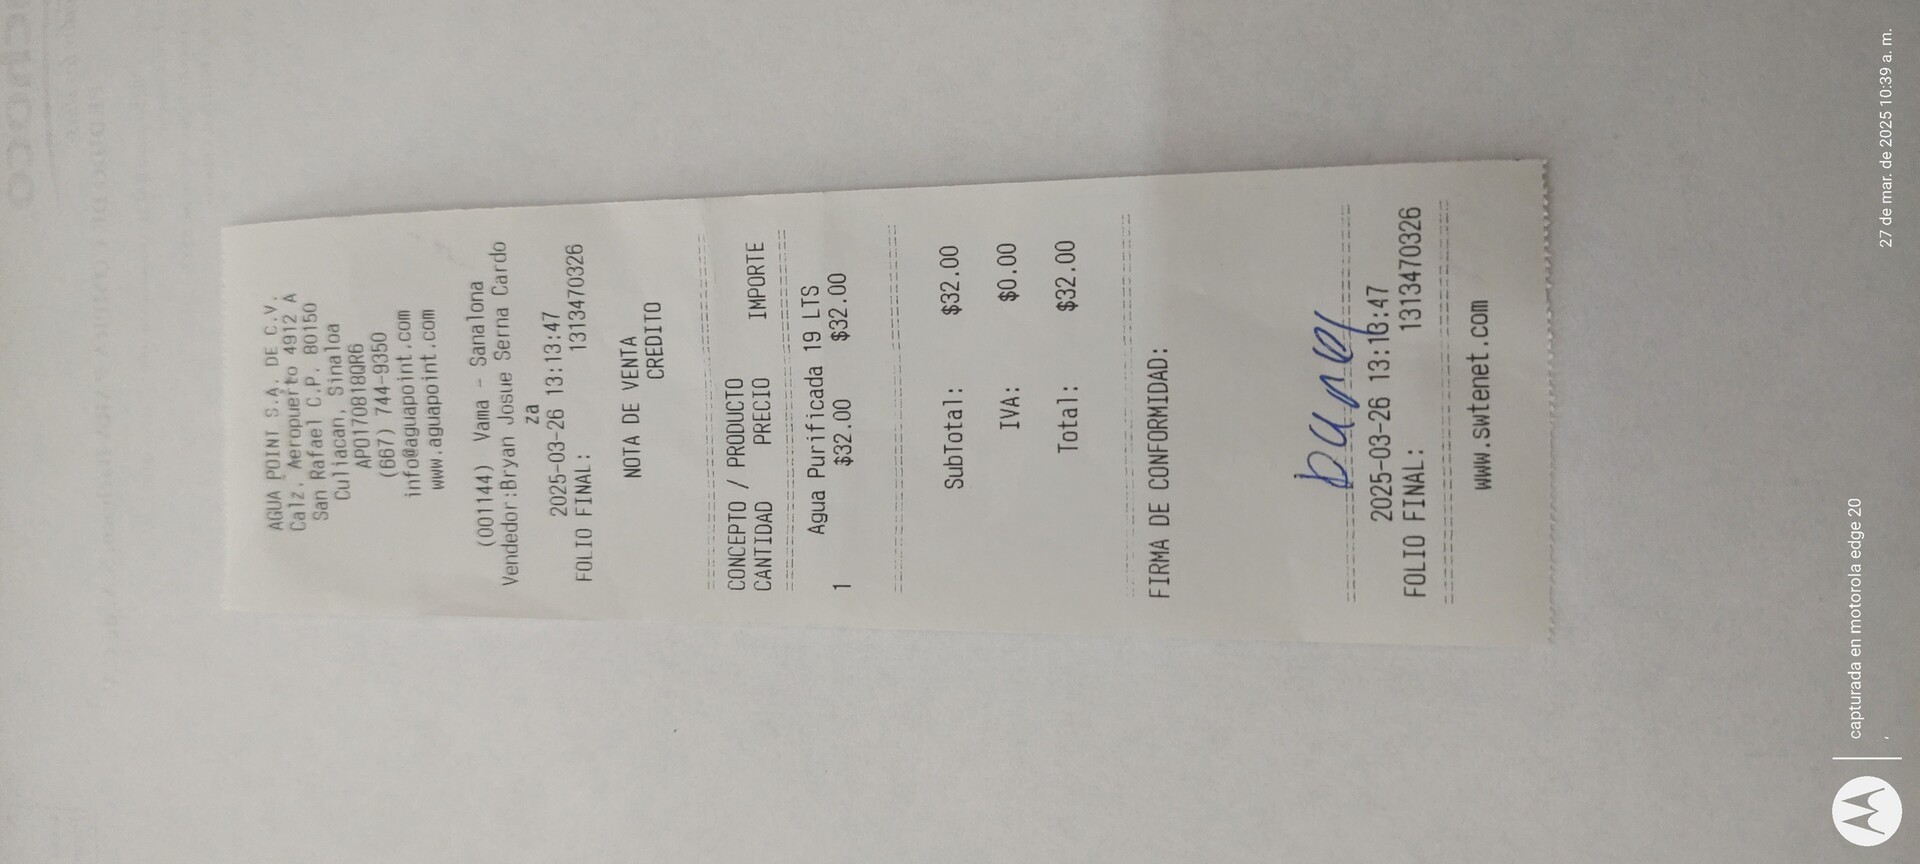 AGUA POINT S.A. DE C.V.
Calz. Aeropuerto 4912 A
San Rafael C.P. 80150
Culiacan, Sinaloa
APO170818QR6
(667) 744-9350
info@aguapoint.com
www.aguapoint.com
(001144) Vama - Sanalona
Vendedor:Bryan Josue Serna Cardo
za
2025-03-26 13:13:47
FOLIO FINAL: 1313470326
NOTA DE VENTA
CREDITO
CONCEPTO / PRODUCTO
CANTIDAD PRECIO IMPORTE
Agua Purificada 19 LTS
1 $32.00 $32.00
SubTotal: $32.00
IVA: $0.00
Total: $32.00
FIRMA DE CONFORMIDAD:
2025-03-26 13:13:47
FOLIO FINAL: 1313470326
www.swtenet.com
capturada en motorola edge 20
,
27 de mar. de 2025 10:39 a. m.